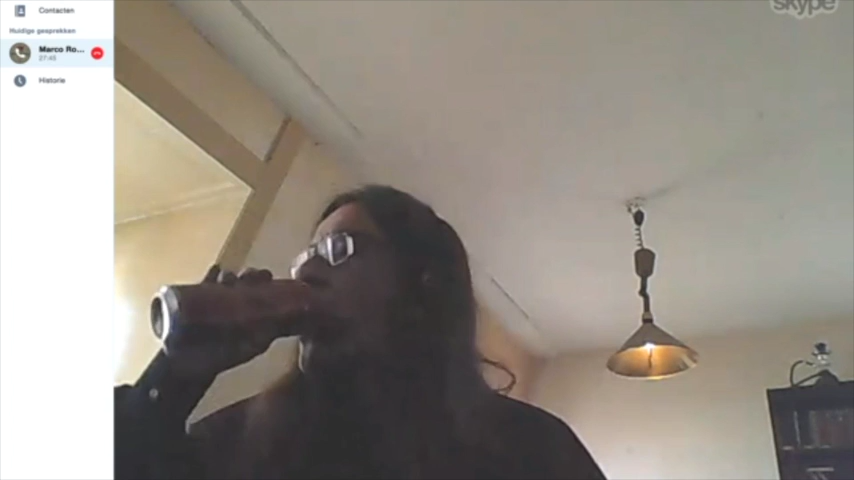 skype
Contacten
Huidige gesprekken
Marco Ro...
27:45
Historie